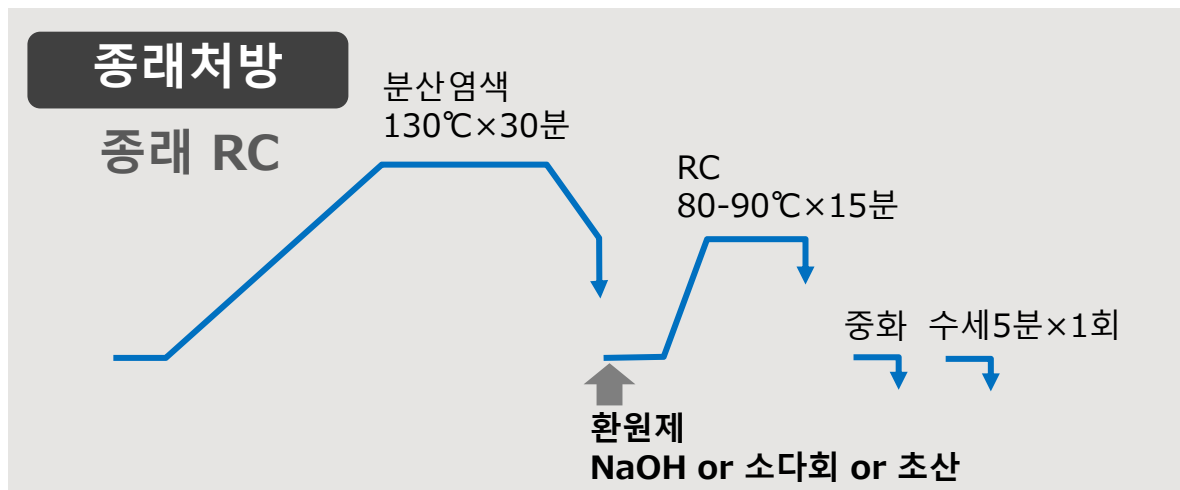 종래처방
종래 RC
분산염색
130℃×30분
RC
80-90℃×15분
중화
수세5분×1회
환원제
NaOH or 소다회 or 초산